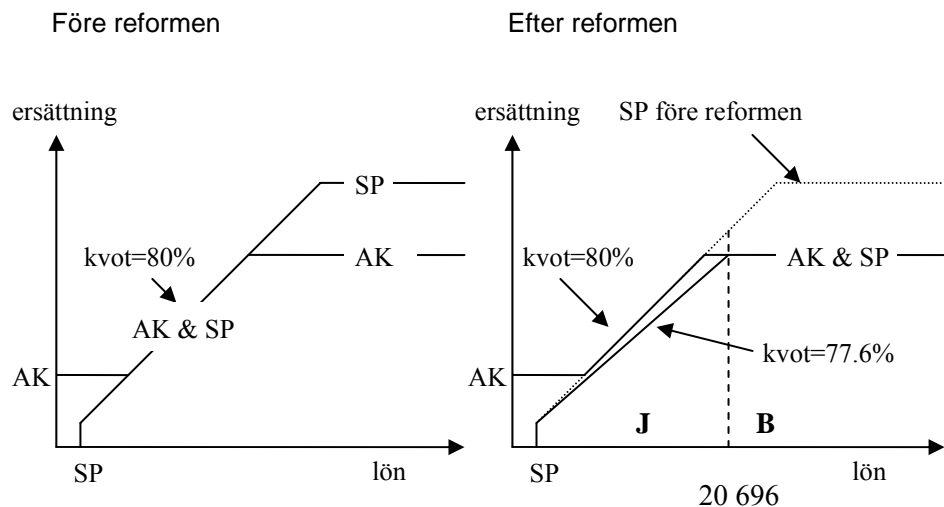 Före reformen
ersättning
SP
kvot=80%
AK
AK & SP
AK
SP
lön
Efter reformen
ersättning
SP före reformen
kvot=80%
AK & SP
kvot=77.6%
AK
J
B
SP
lön
20 696